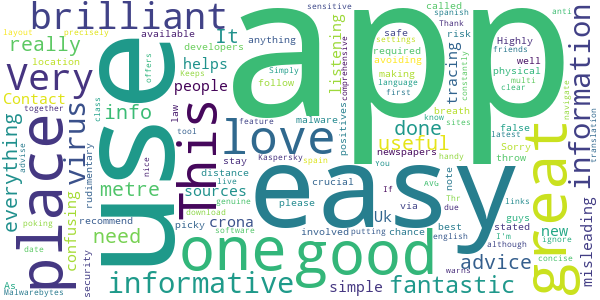 brilliant
app
sensitive
called
spanish
Thank
anti
layout
precisely
really
It
available
developers
anything
safe
settings
required
avoiding
risk
Highly
friends
location
Very
Contact
helps
Simply
follow
listening
making
language
first
tracing
comprehensive
well
physical
multi
clear
constantly
everything
virus
info
people
offers
Keeps
This
use
place
love
done
useful
breath
sites
know
latest
false
Sorry
throw
great
information
navigate
translation
misleading
together
class
rudimentary
law
tool
feature
malware
positives
newspapers
handy
You
metre
sources
Kaspersky
nice
advise
confusing
need
distance
stay
live
spain
crucial
AVG
If
note
Thr
due
links
new
easy
picky
crona
genuine
please
Uk
via
stated
guys
I'm
ignore
although
poking
recommend
download
software
one
good
involved
putting
chance
best
english
date
security
informative
simple
fantastic
advice
warns
cate
concise
As
Malwarebytes